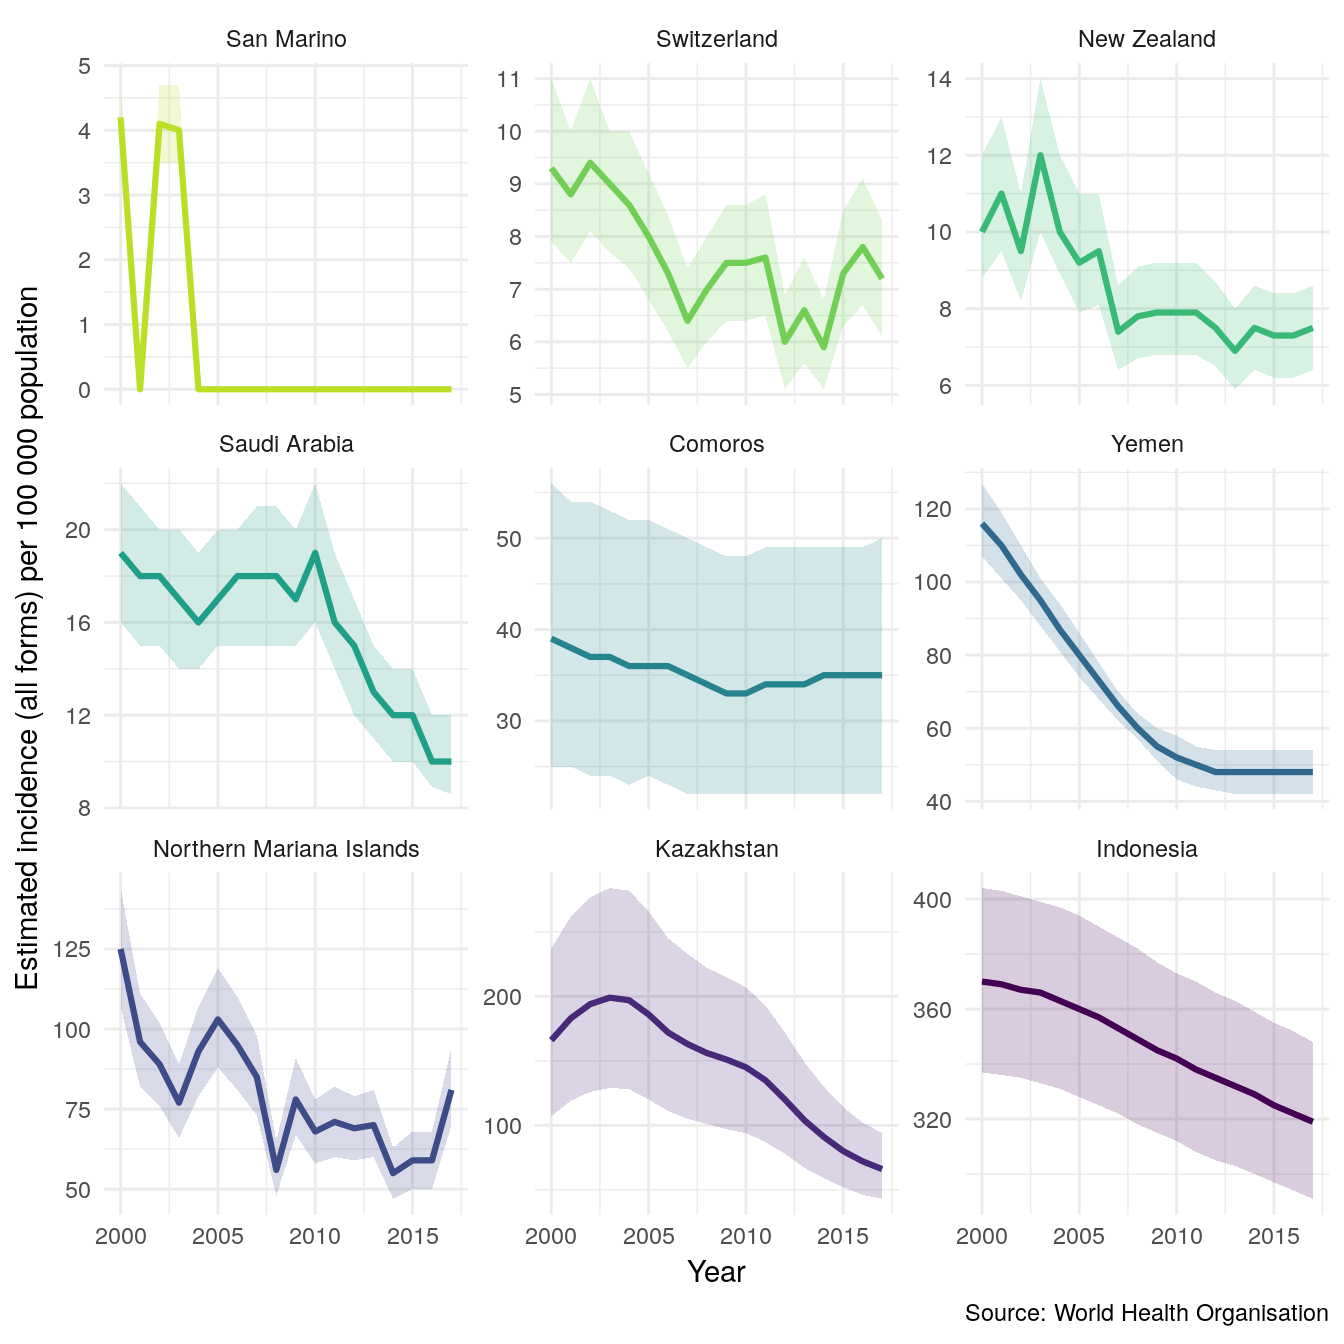 San Marino
Switzerland
New Zealand
5
4
3
2
1
0
11
10
9
8
7
6
5
14
12
10
8
6
Saudi Arabia
Comoros
Yemen
20
16
12
8
50
40
30
120
100
80
60
40
Northern Mariana Islands
Kazakhstan
Indonesia
125
100
75
50
200
100
400
360
320
2000 2005 2010 2015
2000 2005 2010 2015
2000 2005 2010 2015
Estimated incidence (all forms) per 100 000 population
Year
Source: World Health Organisation